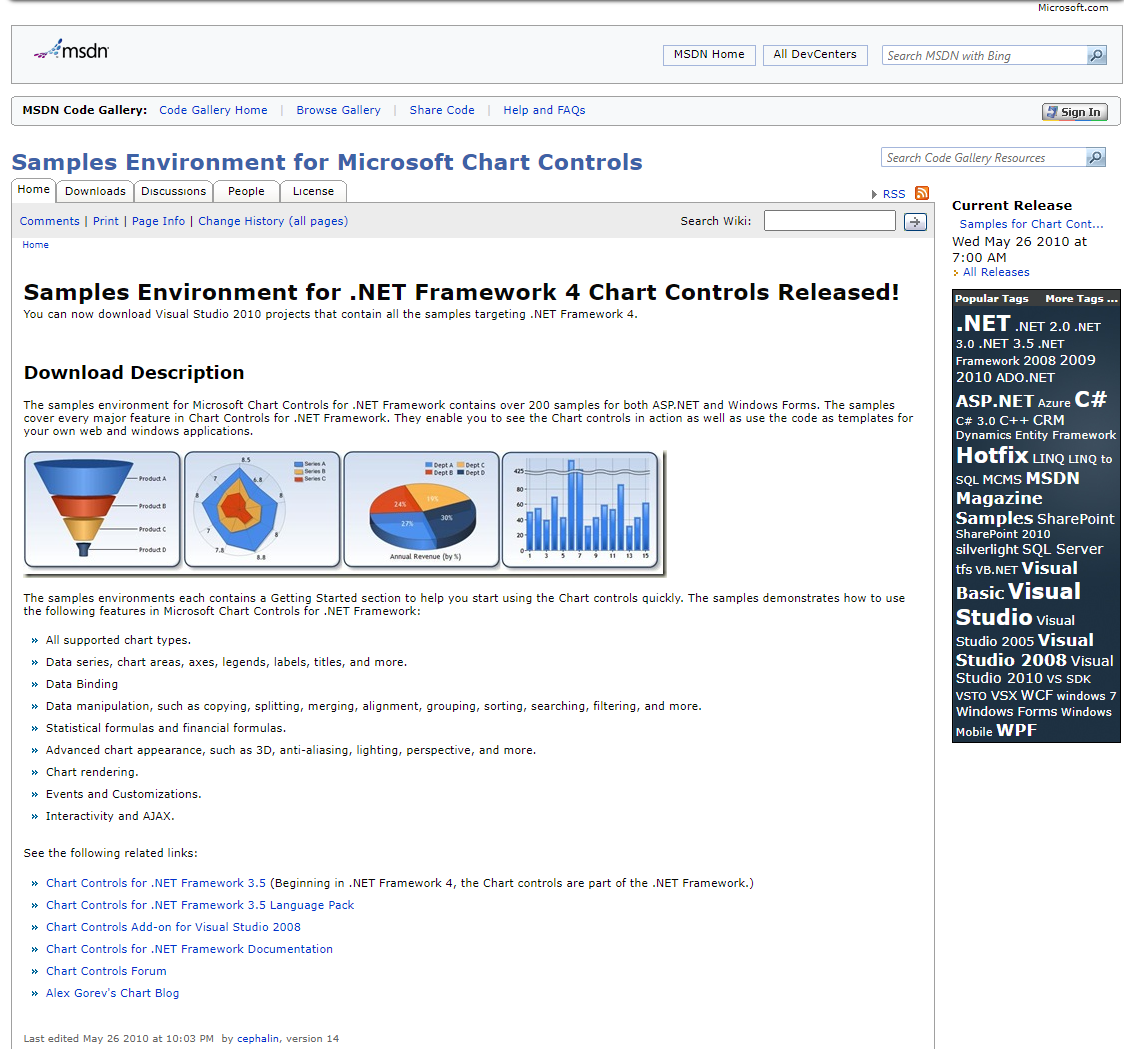 Microsoft.com
msdn
MSDN Home
All DevCenters
Search MSDN with Bing
MSDN Code Gallery: Code Gallery Home | Browse Gallery | Share Code | Help and FAQs
Sign In
Samples Environment for Microsoft Chart Controls
Search Code Gallery Resources
Home Downloads Discussions People License
RSS
Comments | Print | Page Info | Change History (all pages)
Search Wiki:
Home
Samples Environment for .NET Framework 4 Chart Controls Released!
You can now download Visual Studio 2010 projects that contain all the samples targeting .NET Framework 4.
Download Description
The samples environment for Microsoft Chart Controls for .NET Framework contains over 200 samples for both ASP.NET and Windows Forms. The samples
cover every major feature in Chart Controls for .NET Framework. They enable you to see the Chart controls in action as well as use the code as templates for
your own web and windows applications.
Product A
Product B
Product C
Product D
8.5
6.8
8
8
8.8
7.8
7
8
7
Series A
Series B
Series C
Dept A Dept C
Dept B Dept D
24% 19%
27% 30%
Annual Revenue (by %)
425
80
60
40
20
0
1 3 5 7 9 11 13 15
The samples environments each contains a Getting Started section to help you start using the Chart controls quickly. The samples demonstrates how to use
the following features in Microsoft Chart Controls for .NET Framework:
» All supported chart types.
» Data series, chart areas, axes, legends, labels, titles, and more.
» Data Binding
» Data manipulation, such as copying, splitting, merging, alignment, grouping, sorting, searching, filtering, and more.
» Statistical formulas and financial formulas.
» Advanced chart appearance, such as 3D, anti-aliasing, lighting, perspective, and more.
» Chart rendering.
» Events and Customizations.
» Interactivity and AJAX.
See the following related links:
» Chart Controls for .NET Framework 3.5 (Beginning in .NET Framework 4, the Chart controls are part of the .NET Framework.)
» Chart Controls for .NET Framework 3.5 Language Pack
» Chart Controls Add-on for Visual Studio 2008
» Chart Controls for .NET Framework Documentation
» Chart Controls Forum
» Alex Gorev's Chart Blog
Last edited May 26 2010 at 10:03 PM by cephalin, version 14
Current Release
Samples for Chart Cont...
Wed May 26 2010 at
7:00 AM
All Releases
Popular Tags More Tags ...
.NET .NET 2.0 .NET
3.0 .NET 3.5 .NET
Framework 2008 2009
2010 ADO.NET
ASP.NET Azure C#
C# 3.0 C++ CRM
Dynamics Entity Framework
Hotfix LINQ LINQ to
SQL MCMS MSDN
Magazine
Samples SharePoint
SharePoint 2010
silverlight SQL Server
tfs VB.NET Visual
Basic Visual
Studio Visual
Studio 2005 Visual
Studio 2008 Visual
Studio 2010 VS SDK
VSTO VSX WCF windows 7
Windows Forms Windows
Mobile WPF